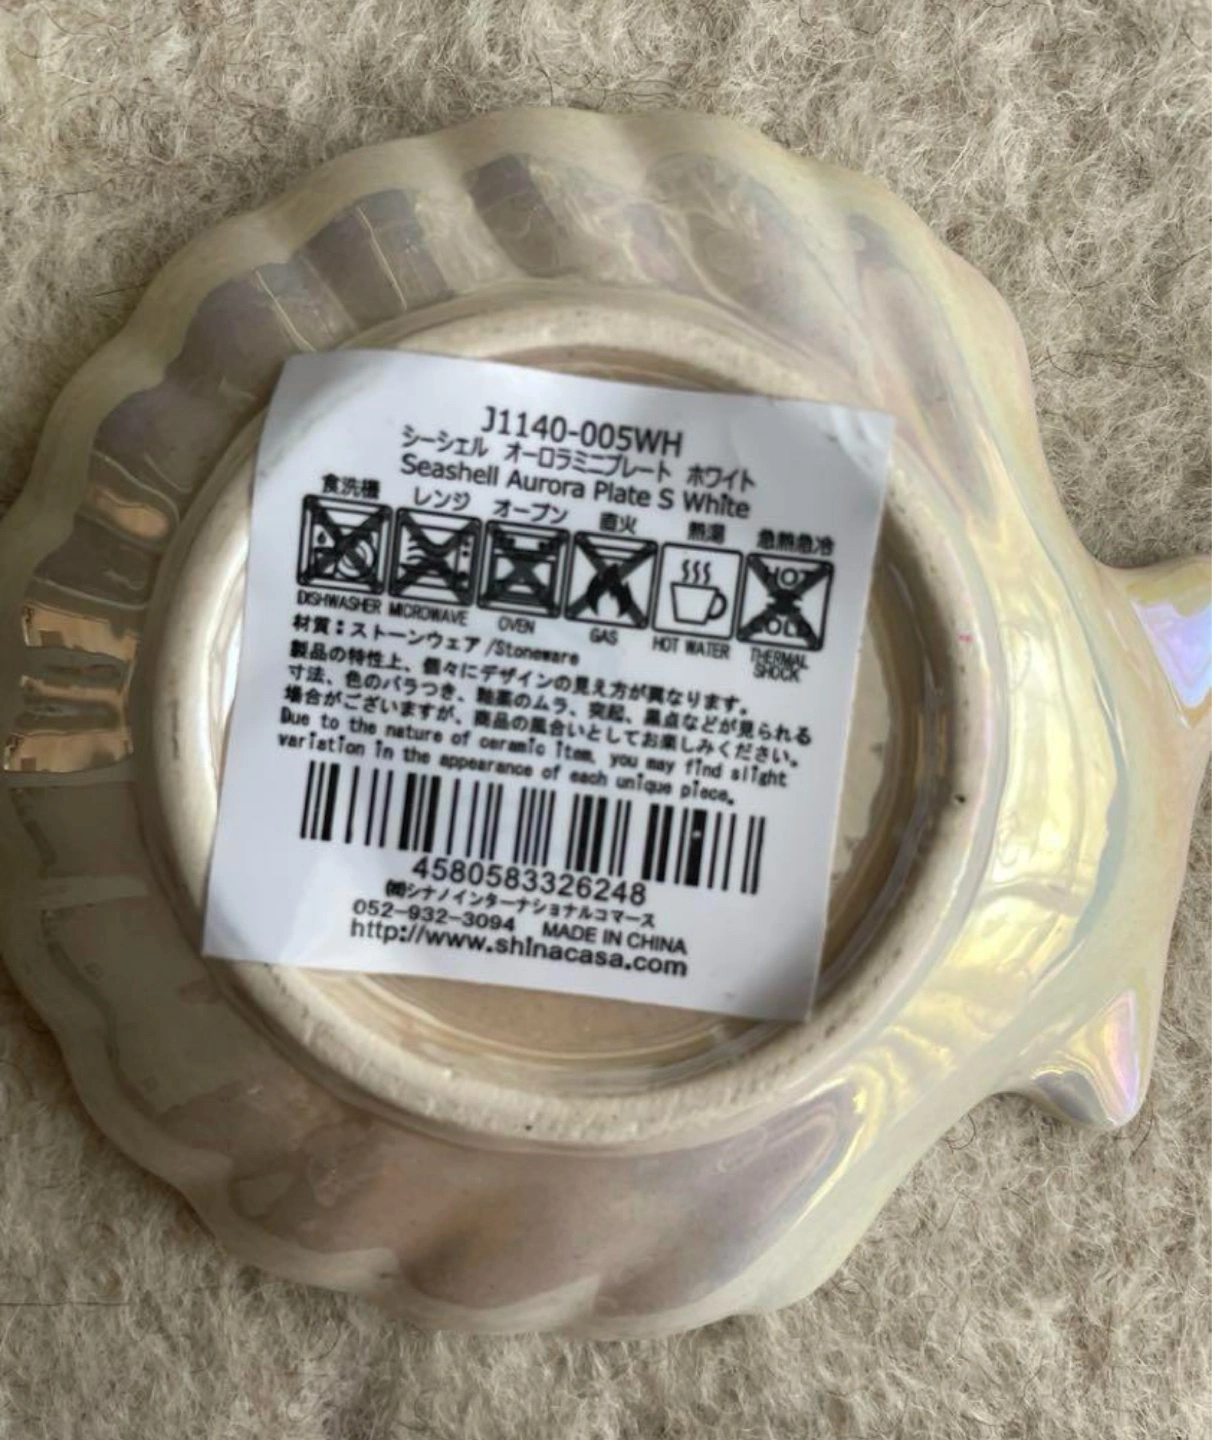 J1140-005WH
シーシェル オーロラミニプレート ホワイト
Seashell Aurora Plate S White
食洗機 レンジ オーブン 直火 熱湯 急熱急冷
HOT
COLD
DISHWASHER MICROWAVE OVEN GAS HOT WATER THERMAL SHOCK
材質：ストーンウェア /Stoneware
製品の特性上、個々にデザインの見え方が異なります。
寸法、色のバラつき、釉薬のムラ、突起、黒点などが見られる
場合がございますが、商品の風合いとしてお楽しみください。
Due to the nature of ceramic item, you may find slight
variation in the appearance of each unique piece.
4580583326248
㈱シナノインターナショナルコマース
052-932-3094 MADE IN CHINA
http://www.shinacasa.com